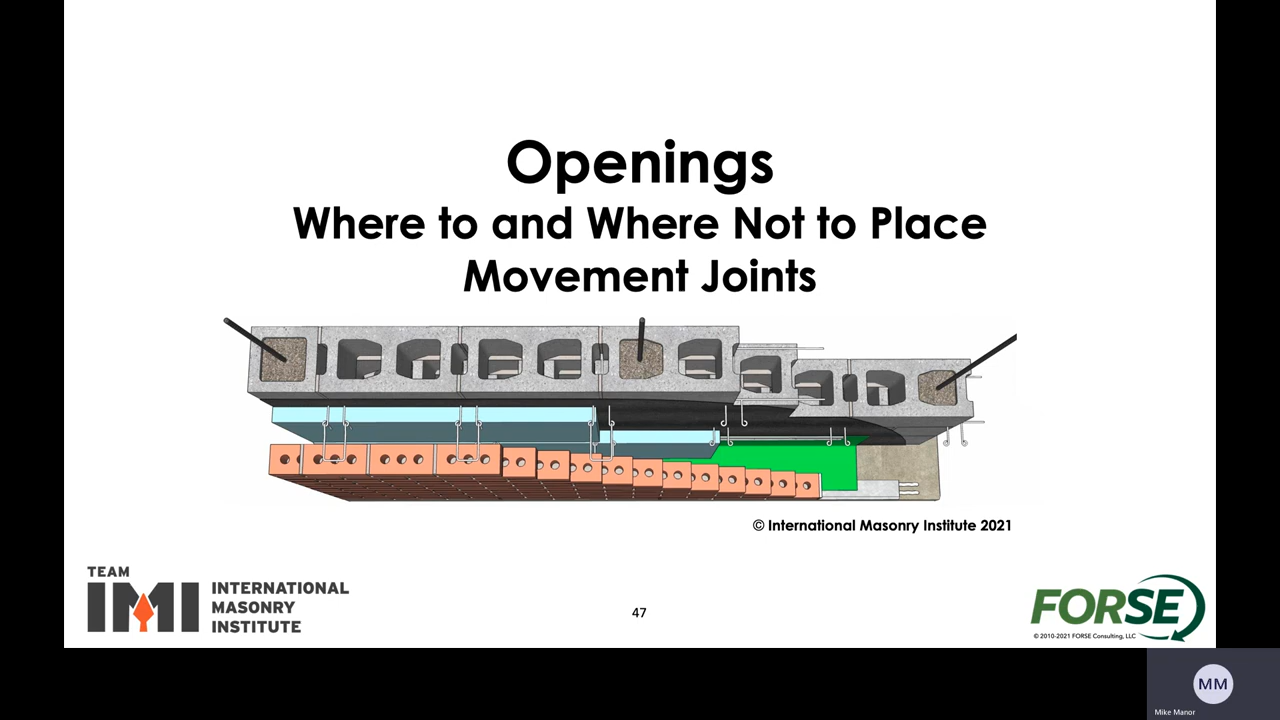 Openings
Where to and Where Not to Place
Movement Joints
© International Masonry Institute 2021
TEAM
IMI
INTERNATIONAL
MASONRY
INSTITUTE
47
FORSE
© 2010-2021 FORSE Consulting, LLC
MM
Mike Manor